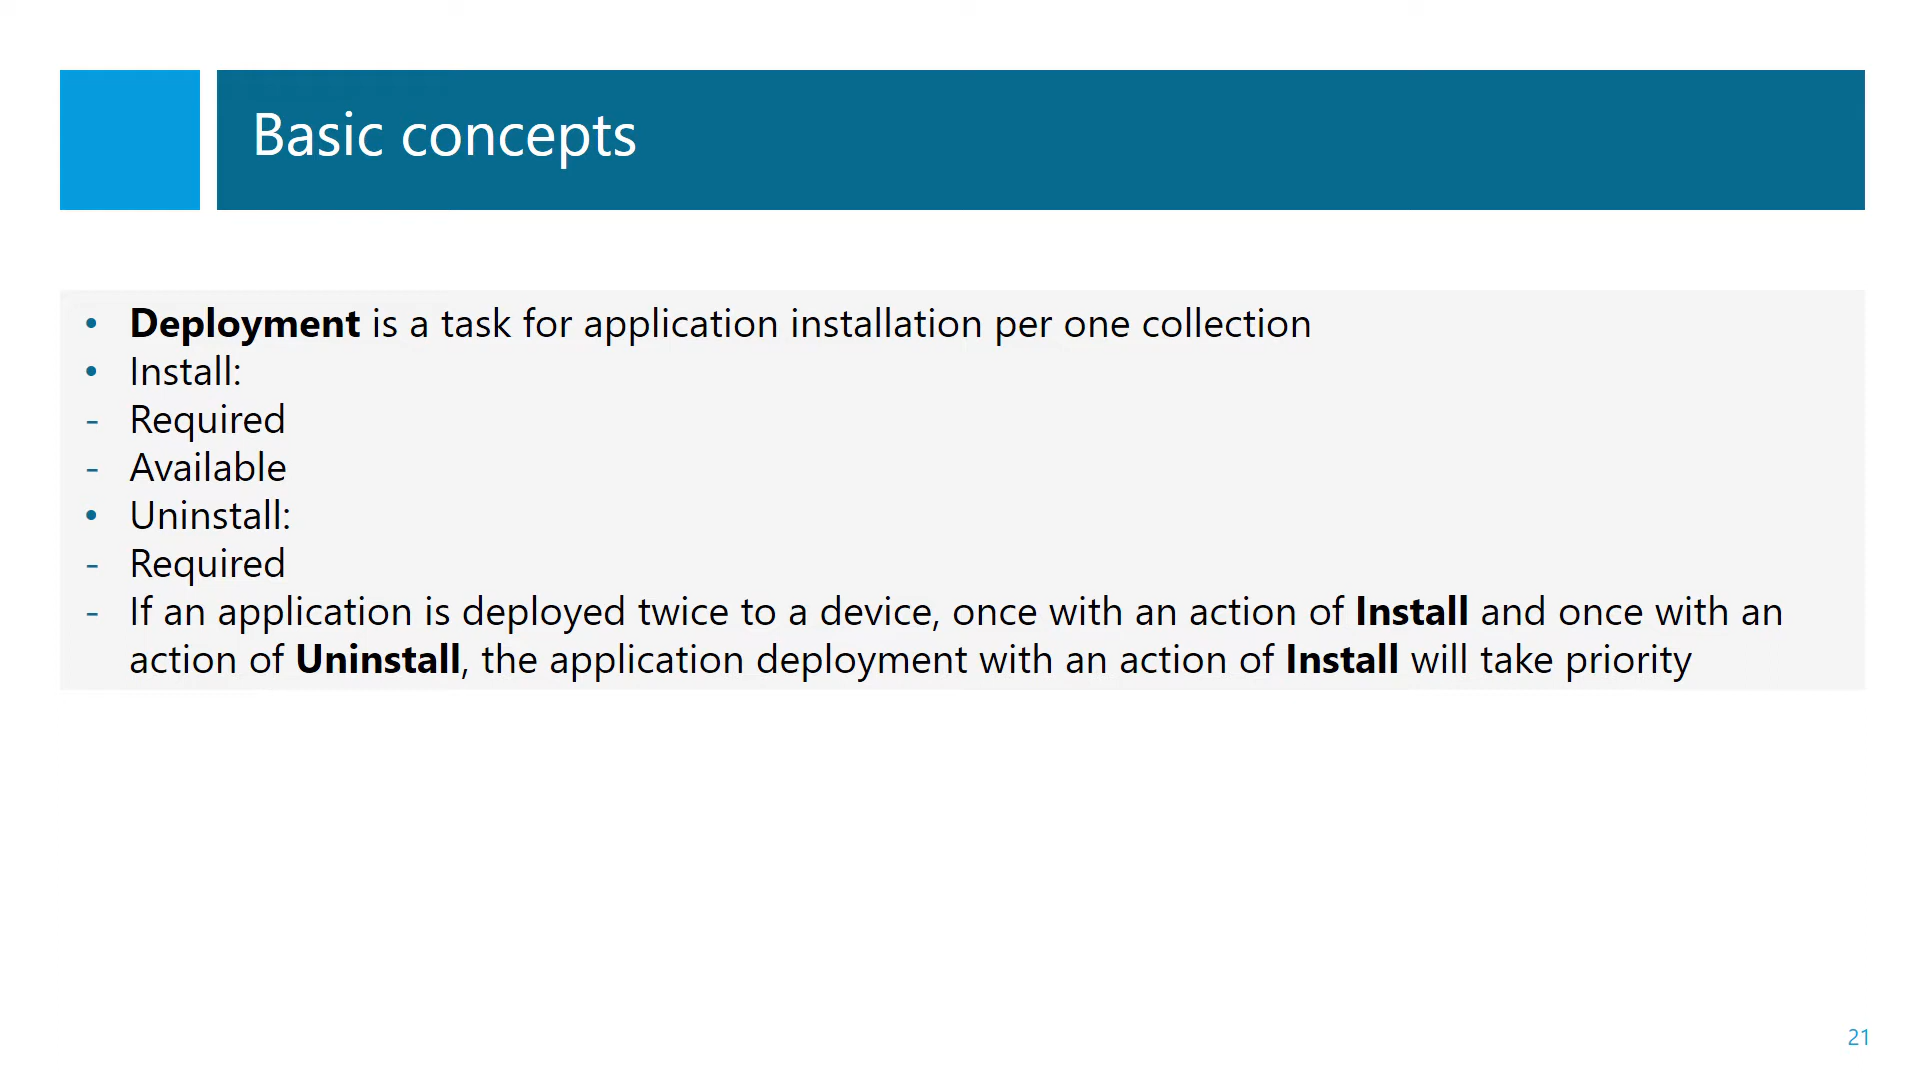 Basic concepts
• Deployment is a task for application installation per one collection
• Install:
- Required
- Available
• Uninstall:
- Required
- If an application is deployed twice to a device, once with an action of Install and once with an
action of Uninstall, the application deployment with an action of Install will take priority
21